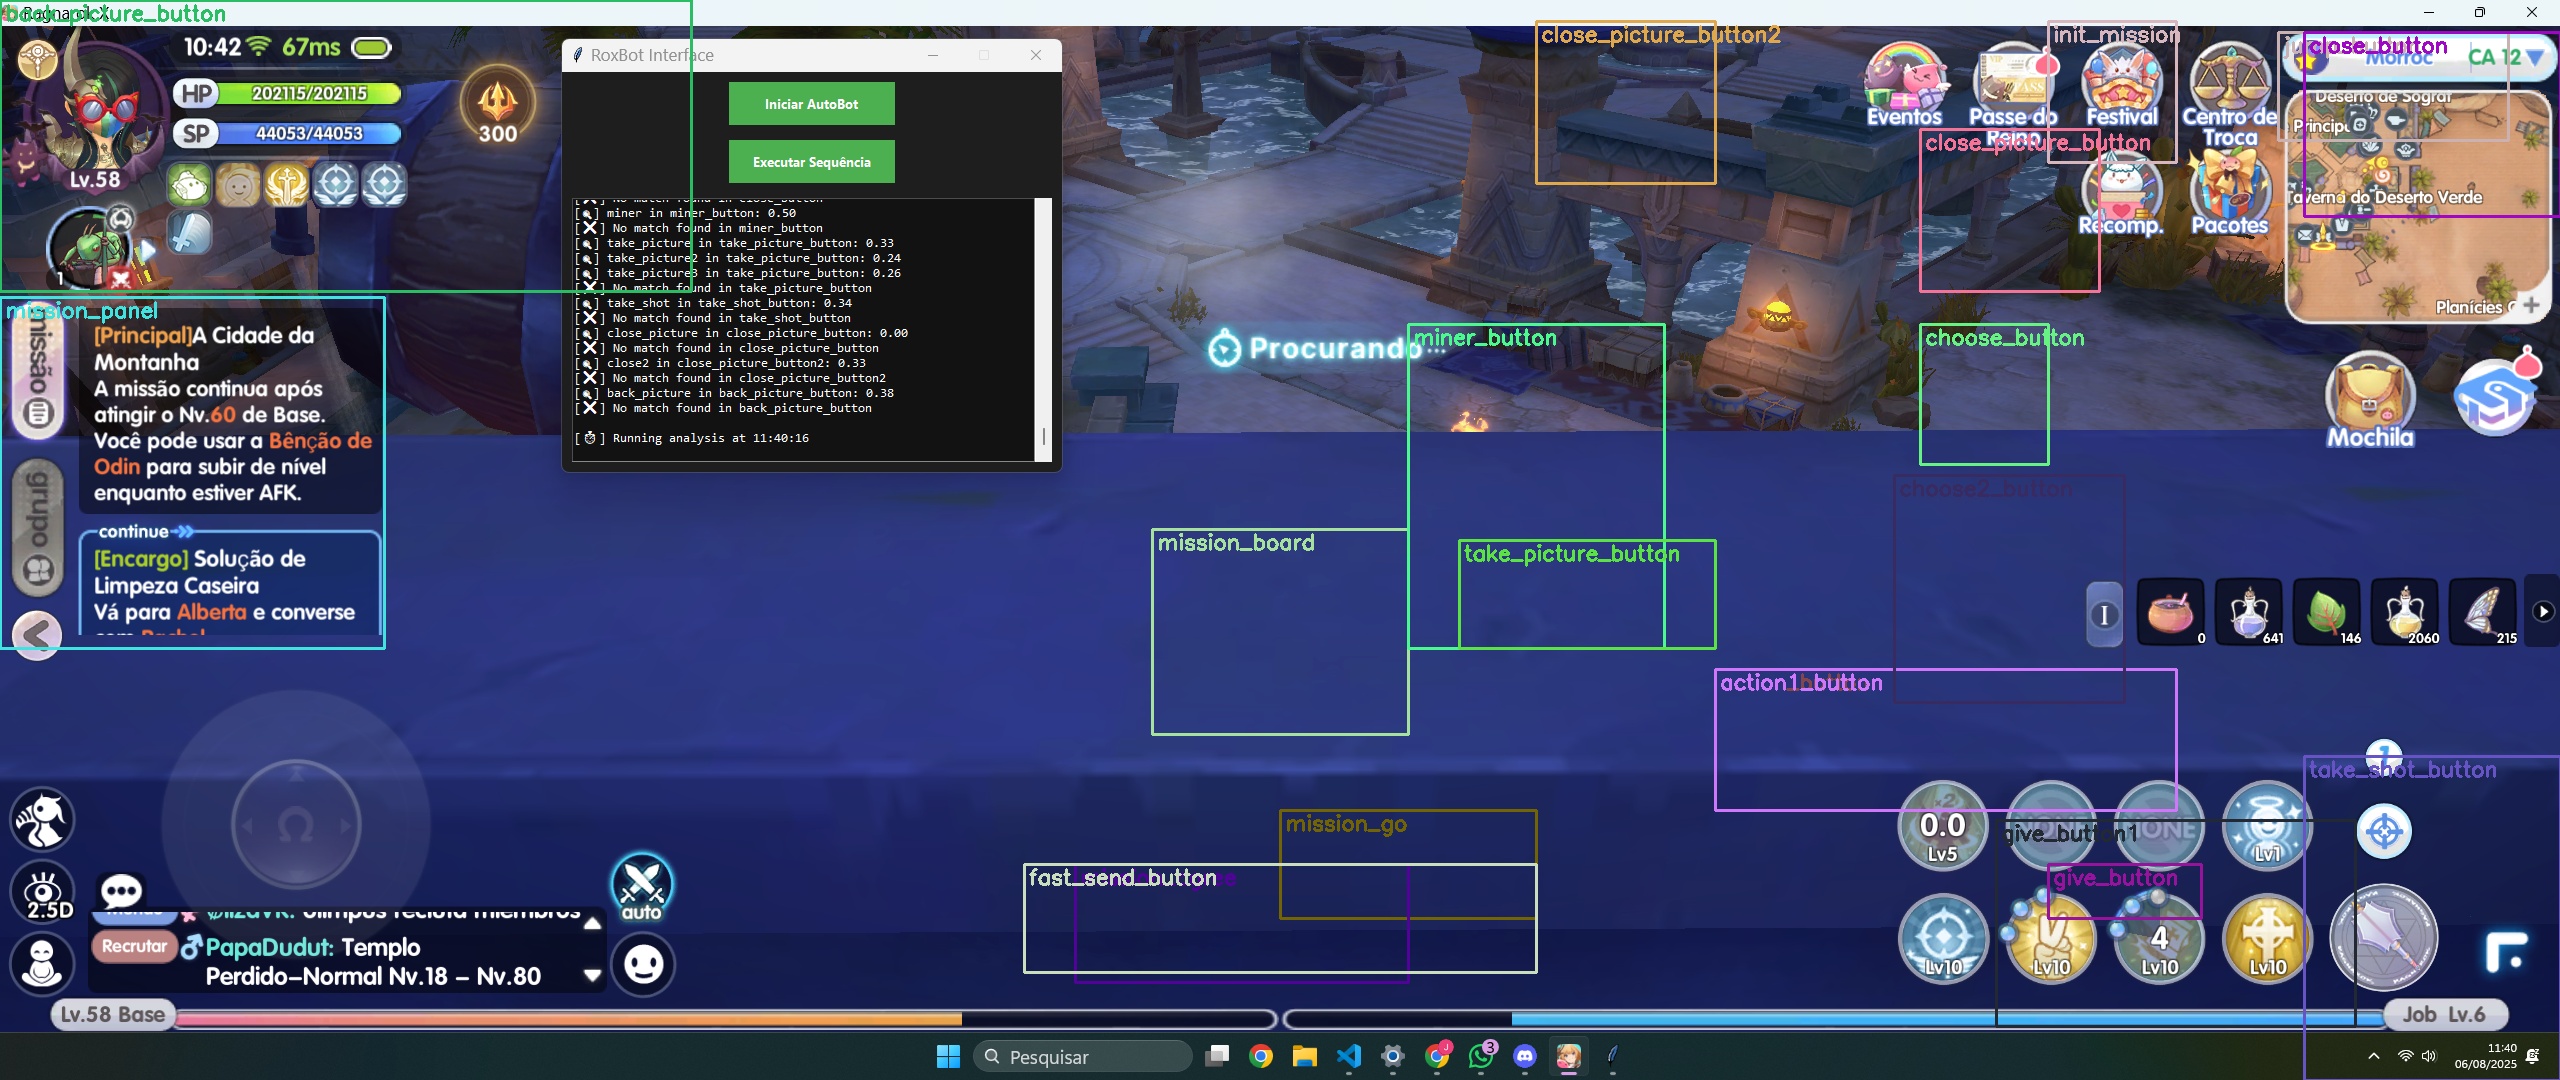 Ragnarok X
back_picture_button
10:42
67ms
HP 202115/202115
SP 44053/44053
300
Lv.58
1
RoxBot Interface
Iniciar AutoBot
Executar Sequência
[🔍] miner in miner_button: 0.50
[❌] No match found in miner_button
[🔍] take_picture in take_picture_button: 0.33
[🔍] take_picture2 in take_picture_button: 0.24
[🔍] take_picture3 in take_picture_button: 0.26
[❌] No match found in take_picture_button
[🔍] take_shot in take_shot_button: 0.34
[❌] No match found in take_shot_button
[🔍] close_picture in close_picture_button: 0.00
[❌] No match found in close_picture_button
[🔍] close2 in close_picture_button2: 0.33
[❌] No match found in close_picture_button2
[🔍] back_picture in back_picture_button: 0.38
[❌] No match found in back_picture_button
[⏱] Running analysis at 11:40:16
close_picture_button2
init_mission
close_button
Morroc
CA 12
Eventos
Passe do
Reino
Festival
Centro de
Troca
Deserto de Sograt
close_picture_button
Recomp.
Pacotes
Taverna do Deserto Verde
Planícies
mission_panel
missão
[Principal]A Cidade da
Montanha
A missão continua após
atingir o Nv.60 de Base.
Você pode usar a Bênção de
Odin para subir de nível
enquanto estiver AFK.
grupo
continue
[Encargo] Solução de
Limpeza Caseira
Vá para Alberta e converse
Procurando...
miner_button
choose_button
Mochila
choose2_button
mission_board
take_picture_button
I
0
641
146
2060
215
action1_button
take_shot_button
mission_go
give_button1
0.0
Lv5
NONE
Lv1
fast_send_button
give_button
2.5D
auto
Recrutar
PapaDudut: Templo
Perdido-Normal Nv.18 - Nv.80
Lv10
Lv10
4
Lv10
Lv10
Lv.58 Base
Job Lv.6
Pesquisar
3
11:40
06/08/2025